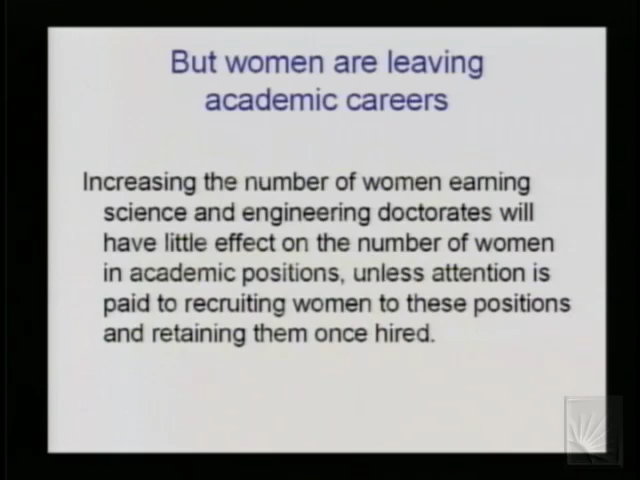 But women are leaving
academic careers
Increasing the number of women earning
science and engineering doctorates will
have little effect on the number of women
in academic positions, unless attention is
paid to recruiting women to these positions
and retaining them once hired.